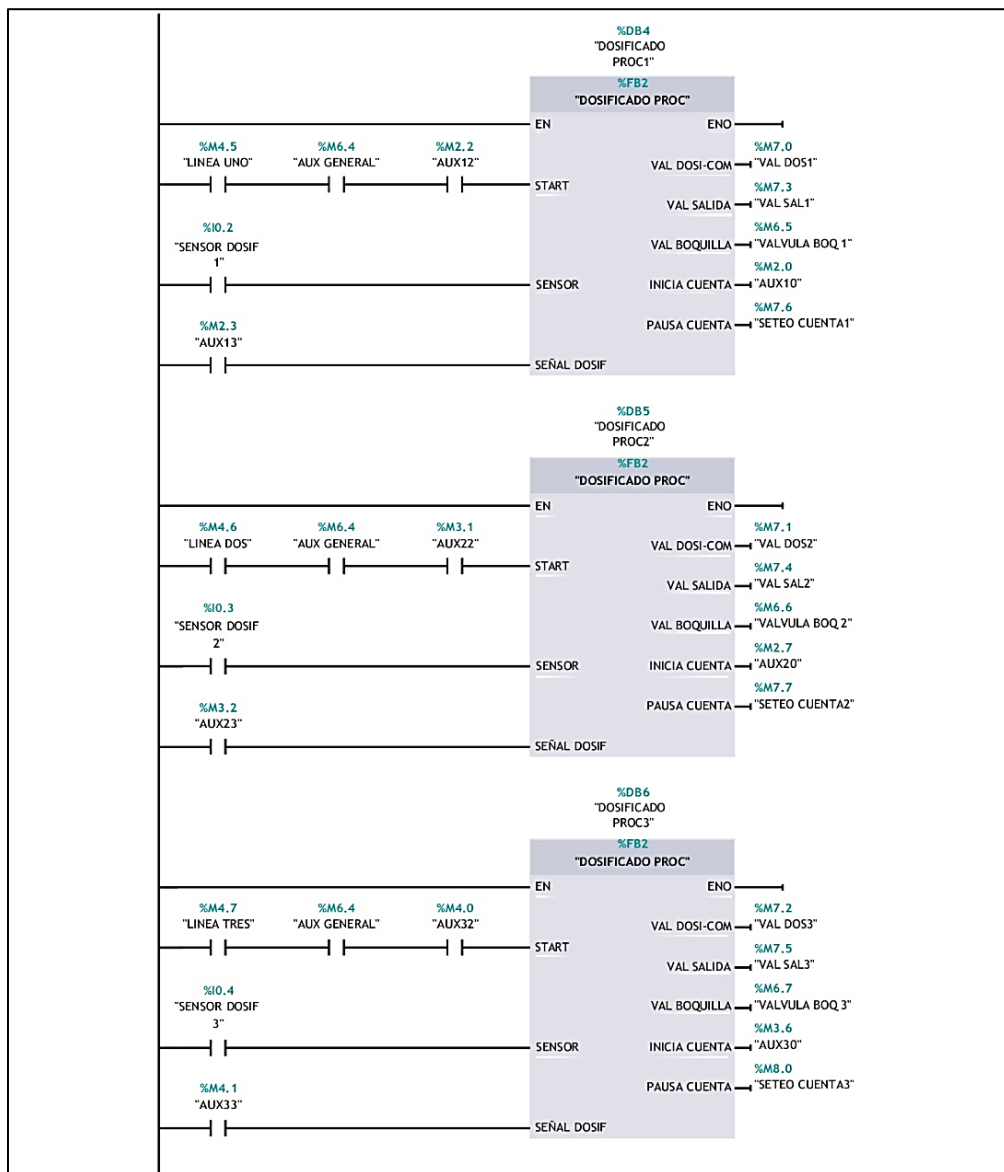 %DB4
"DOSIFICADO
PROC1"
%FB2
"DOSIFICADO PROC"
EN
ENO
%M4.5
"LINEA UNO"
%M6.4
"AUX GENERAL"
%M2.2
"AUX12"
START
VAL DOSI-COM
%M7.0
"VAL DOS1"
VAL SALIDA
%M7.3
"VAL SAL1"
%I0.2
"SENSOR DOSIF
1"
SENSOR
VAL BOQUILLA
%M6.5
"VALVULA BOQ 1"
INICIA CUENTA
%M2.0
"AUX10"
PAUSA CUENTA
%M7.6
"SETEO CUENTA1"
%M2.3
"AUX13"
SEÑAL DOSIF
%DB5
"DOSIFICADO
PROC2"
%FB2
"DOSIFICADO PROC"
EN
ENO
%M4.6
"LINEA DOS"
%M6.4
"AUX GENERAL"
%M3.1
"AUX22"
START
VAL DOSI-COM
%M7.1
"VAL DOS2"
VAL SALIDA
%M7.4
"VAL SAL2"
%I0.3
"SENSOR DOSIF
2"
SENSOR
VAL BOQUILLA
%M6.6
"VALVULA BOQ 2"
INICIA CUENTA
%M2.7
"AUX20"
PAUSA CUENTA
%M7.7
"SETEO CUENTA2"
%M3.2
"AUX23"
SEÑAL DOSIF
%DB6
"DOSIFICADO
PROC3"
%FB2
"DOSIFICADO PROC"
EN
ENO
%M4.7
"LINEA TRES"
%M6.4
"AUX GENERAL"
%M4.0
"AUX32"
START
VAL DOSI-COM
%M7.2
"VAL DOS3"
VAL SALIDA
%M7.5
"VAL SAL3"
%I0.4
"SENSOR DOSIF
3"
SENSOR
VAL BOQUILLA
%M6.7
"VALVULA BOQ 3"
INICIA CUENTA
%M3.6
"AUX30"
PAUSA CUENTA
%M8.0
"SETEO CUENTA3"
%M4.1
"AUX33"
SEÑAL DOSIF